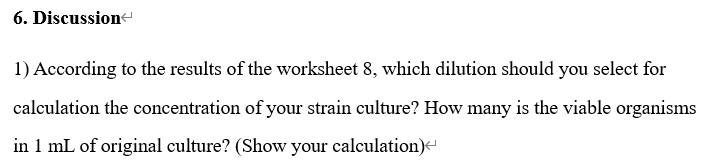 6. Discussion↵
1) According to the results of the worksheet 8, which dilution should you select for
calculation the concentration of your strain culture? How many is the viable organisms
in 1 mL of original culture? (Show your calculation)↵